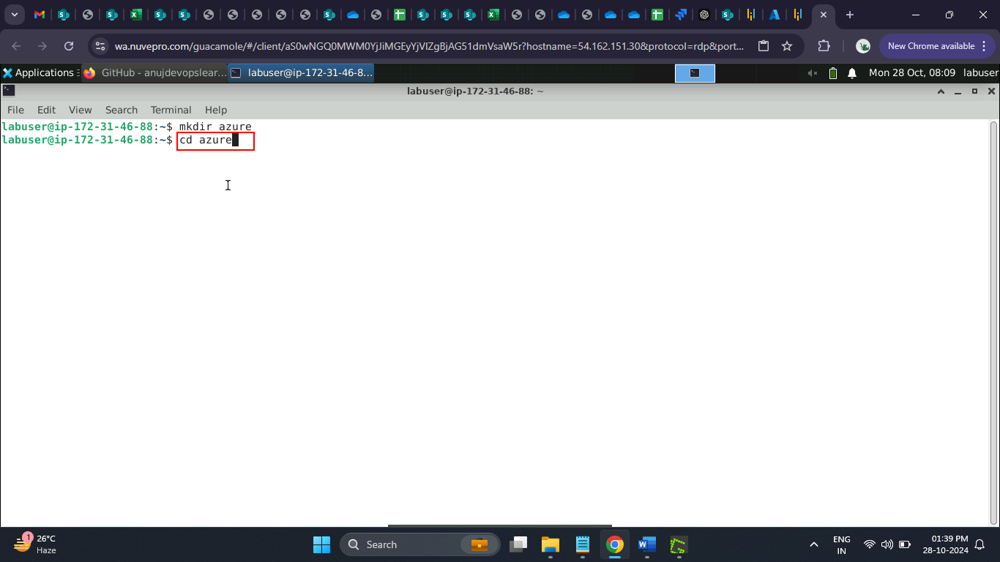 wa.nuvepro.com/guacamole/#/client/aS0wNGQ0MWM0YjJiMGEyYjVlZgBjAG51dmVsaW5r?hostname=54.162.151.30&protocol=rdp&port...
New Chrome available
Applications
GitHub - anujdevopslear...
labuser@ip-172-31-46-8...
Mon 28 Oct, 08:09
labuser
labuser@ip-172-31-46-88: ~
File Edit View Search Terminal Help
labuser@ip-172-31-46-88:~$ mkdir azure
labuser@ip-172-31-46-88:~$ cd azure
1
26°C
Haze
Search
ENG
IN
01:39 PM
28-10-2024